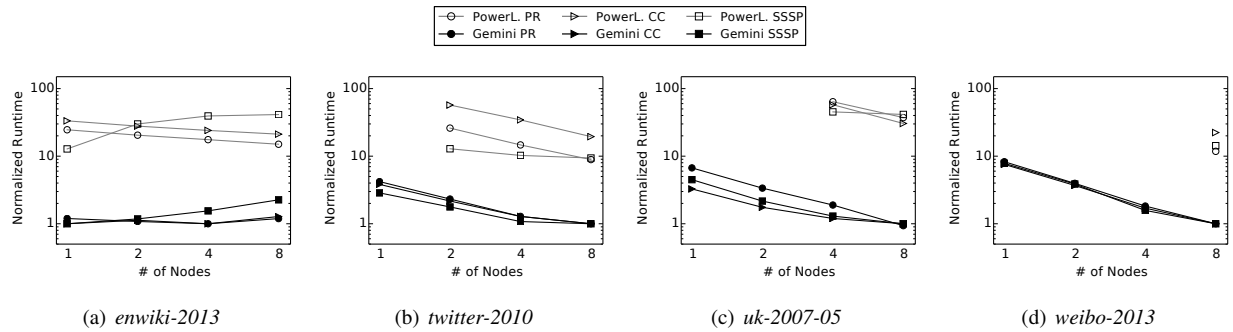 PowerL. PR PowerL. CC PowerL. SSSP
Gemini PR Gemini CC Gemini SSSP
Normalized Runtime
100
10
1
1 2 4 8
# of Nodes
(a) enwiki-2013
Normalized Runtime
100
10
1
1 2 4 8
# of Nodes
(b) twitter-2010
Normalized Runtime
100
10
1
1 2 4 8
# of Nodes
(c) uk-2007-05
Normalized Runtime
100
10
1
1 2 4 8
# of Nodes
(d) weibo-2013